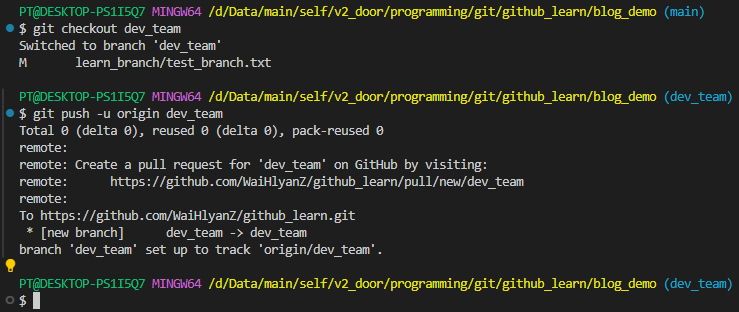 PT@DESKTOP-PS1I5Q7 MINGW64 /d/Data/main/self/v2_door/programming/git/github_learn/blog_demo (main)
$ git checkout dev_team
Switched to branch 'dev_team'
M       learn_branch/test_branch.txt
PT@DESKTOP-PS1I5Q7 MINGW64 /d/Data/main/self/v2_door/programming/git/github_learn/blog_demo (dev_team)
$ git push -u origin dev_team
Total 0 (delta 0), reused 0 (delta 0), pack-reused 0
remote:
remote: Create a pull request for 'dev_team' on GitHub by visiting:
remote:      https://github.com/WaiHlyanZ/github_learn/pull/new/dev_team
remote:
To https://github.com/WaiHlyanZ/github_learn.git
 * [new branch]      dev_team -> dev_team
branch 'dev_team' set up to track 'origin/dev_team'.
PT@DESKTOP-PS1I5Q7 MINGW64 /d/Data/main/self/v2_door/programming/git/github_learn/blog_demo (dev_team)
$